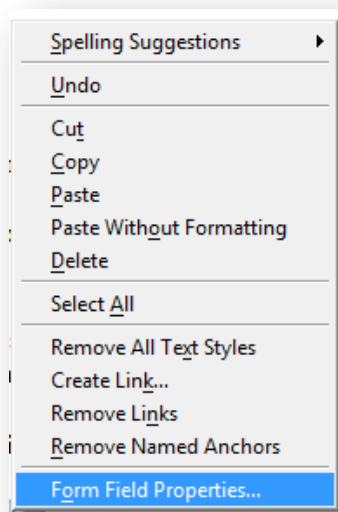 Spelling Suggestions
Undo
Cut
Copy
Paste
Paste Without Formatting
Delete
Select All
Remove All Text Styles
Create Link...
Remove Links
Remove Named Anchors
Form Field Properties...